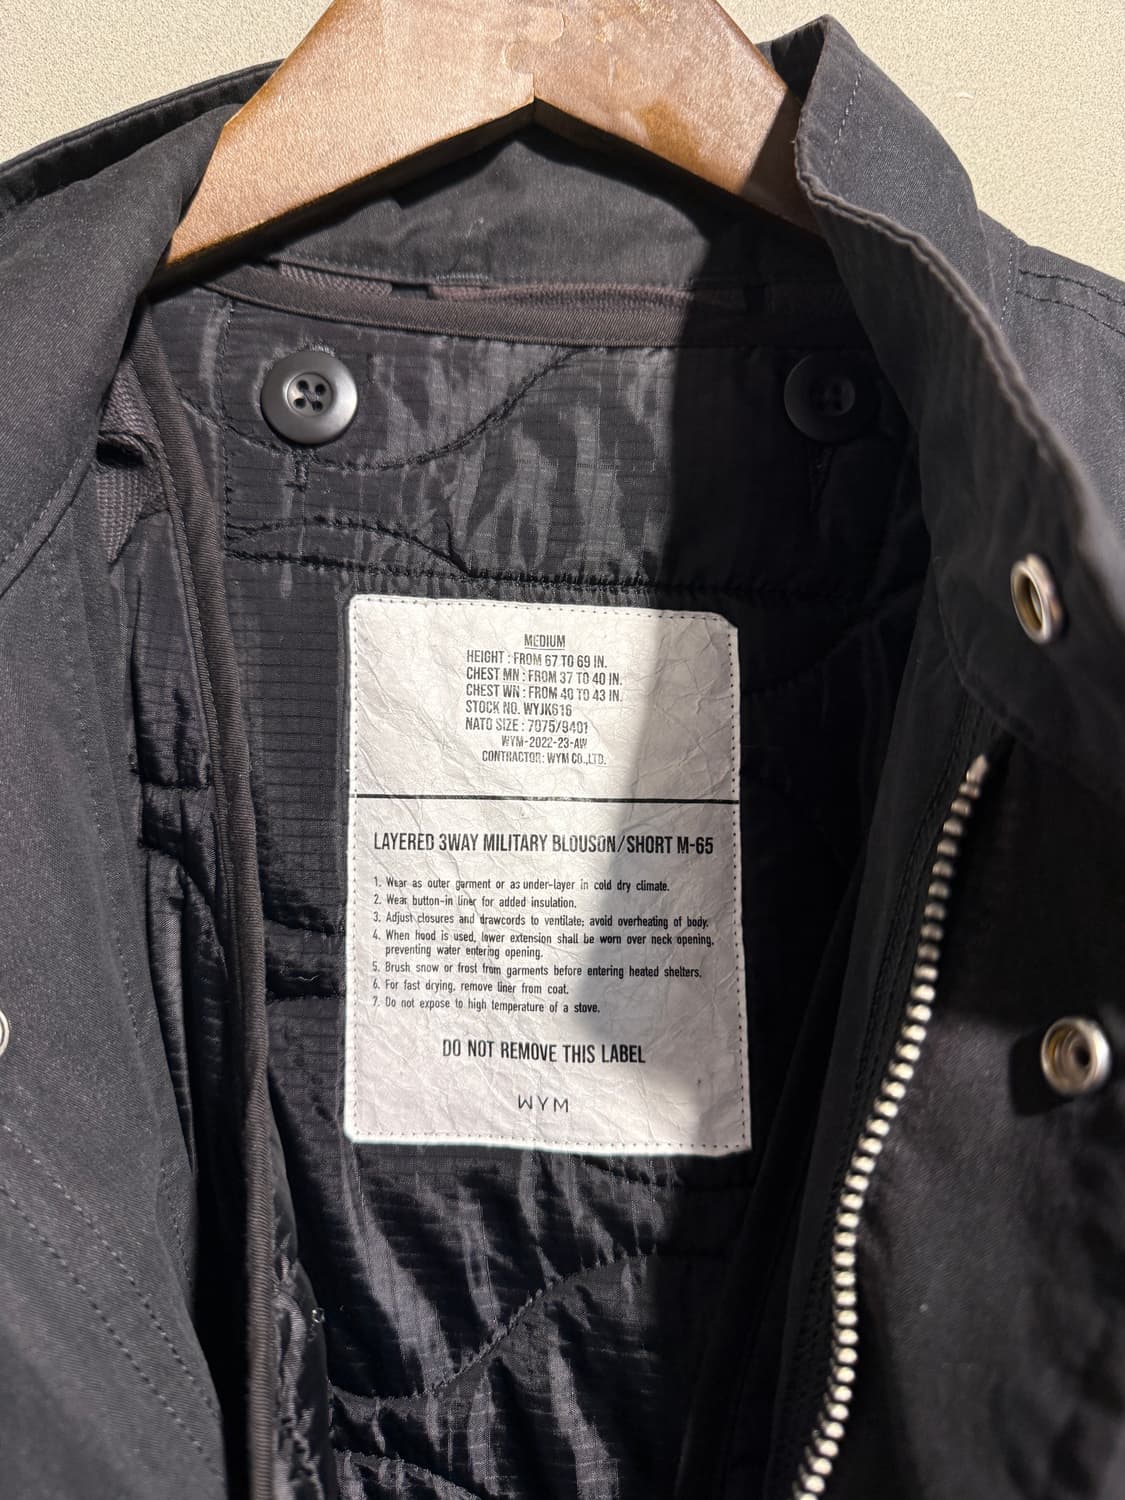 MEDIUM
HEIGHT : FROM 67 TO 69 IN.
CHEST MN : FROM 37 TO 40 IN.
CHEST WN : FROM 40 TO 43 IN.
STOCK NO. WYJK616
NATO SIZE : 7075/9401
WYM-2022-23-AW
CONTRACTOR: WYM CO.,LTD.
LAYERED 3WAY MILITARY BLOUSON/SHORT M-65
1. Wear as outer garment or as under-layer in cold dry climate.
2. Wear button-in liner for added insulation.
3. Adjust closures and drawcords to ventilate; avoid overheating of body.
4. When hood is used, lower extension shall be worn over neck opening,
preventing water entering opening.
5. Brush snow or frost from garments before entering heated shelters.
6. For fast drying, remove liner from coat.
7. Do not expose to high temperature of a stove.
DO NOT REMOVE THIS LABEL
WYM